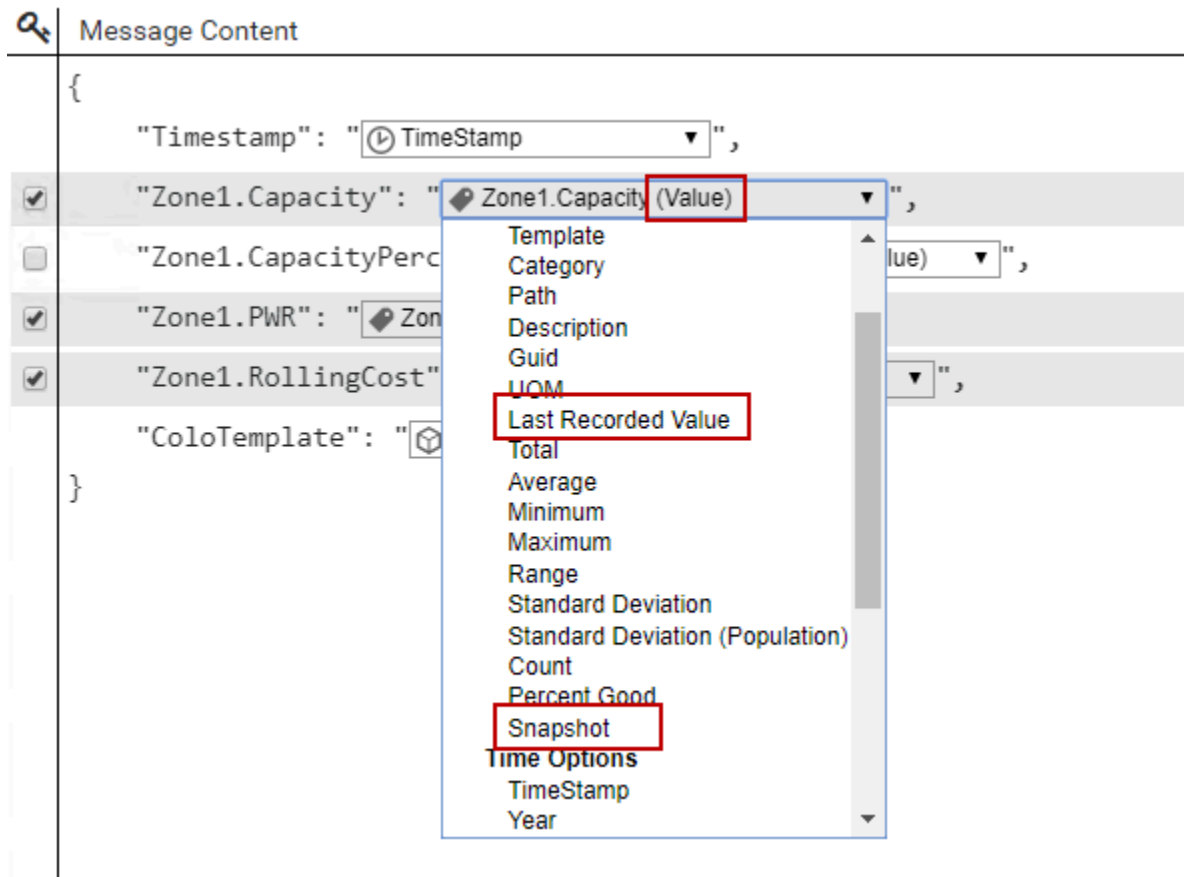 Message Content
{
"Timestamp": " TimeStamp ",
"Zone1.Capacity": " Zone1.Capacity (Value) ",
"Zone1.CapacityPerc lue) ",
"Zone1.PWR": " Zon
"Zone1.RollingCost" ",
"ColoTemplate": "
}
Template
Category
Path
Description
Guid
UOM
Last Recorded Value
Total
Average
Minimum
Maximum
Range
Standard Deviation
Standard Deviation (Population)
Count
Percent Good
Snapshot
Time Options
TimeStamp
Year